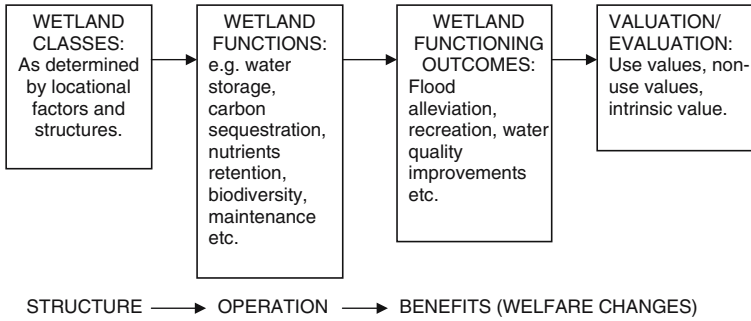 WETLAND
CLASSES:
As determined
by locational
factors and
structures.
WETLAND
FUNCTIONS:
e.g. water
storage,
carbon
sequestration,
nutrients
retention,
biodiversity,
maintenance
etc.
WETLAND
FUNCTIONING
OUTCOMES:
Flood
alleviation,
recreation, water
quality
improvements
etc.
VALUATION/
EVALUATION:
Use values, non-
use values,
intrinsic value.
STRUCTURE OPERATION BENEFITS (WELFARE CHANGES)